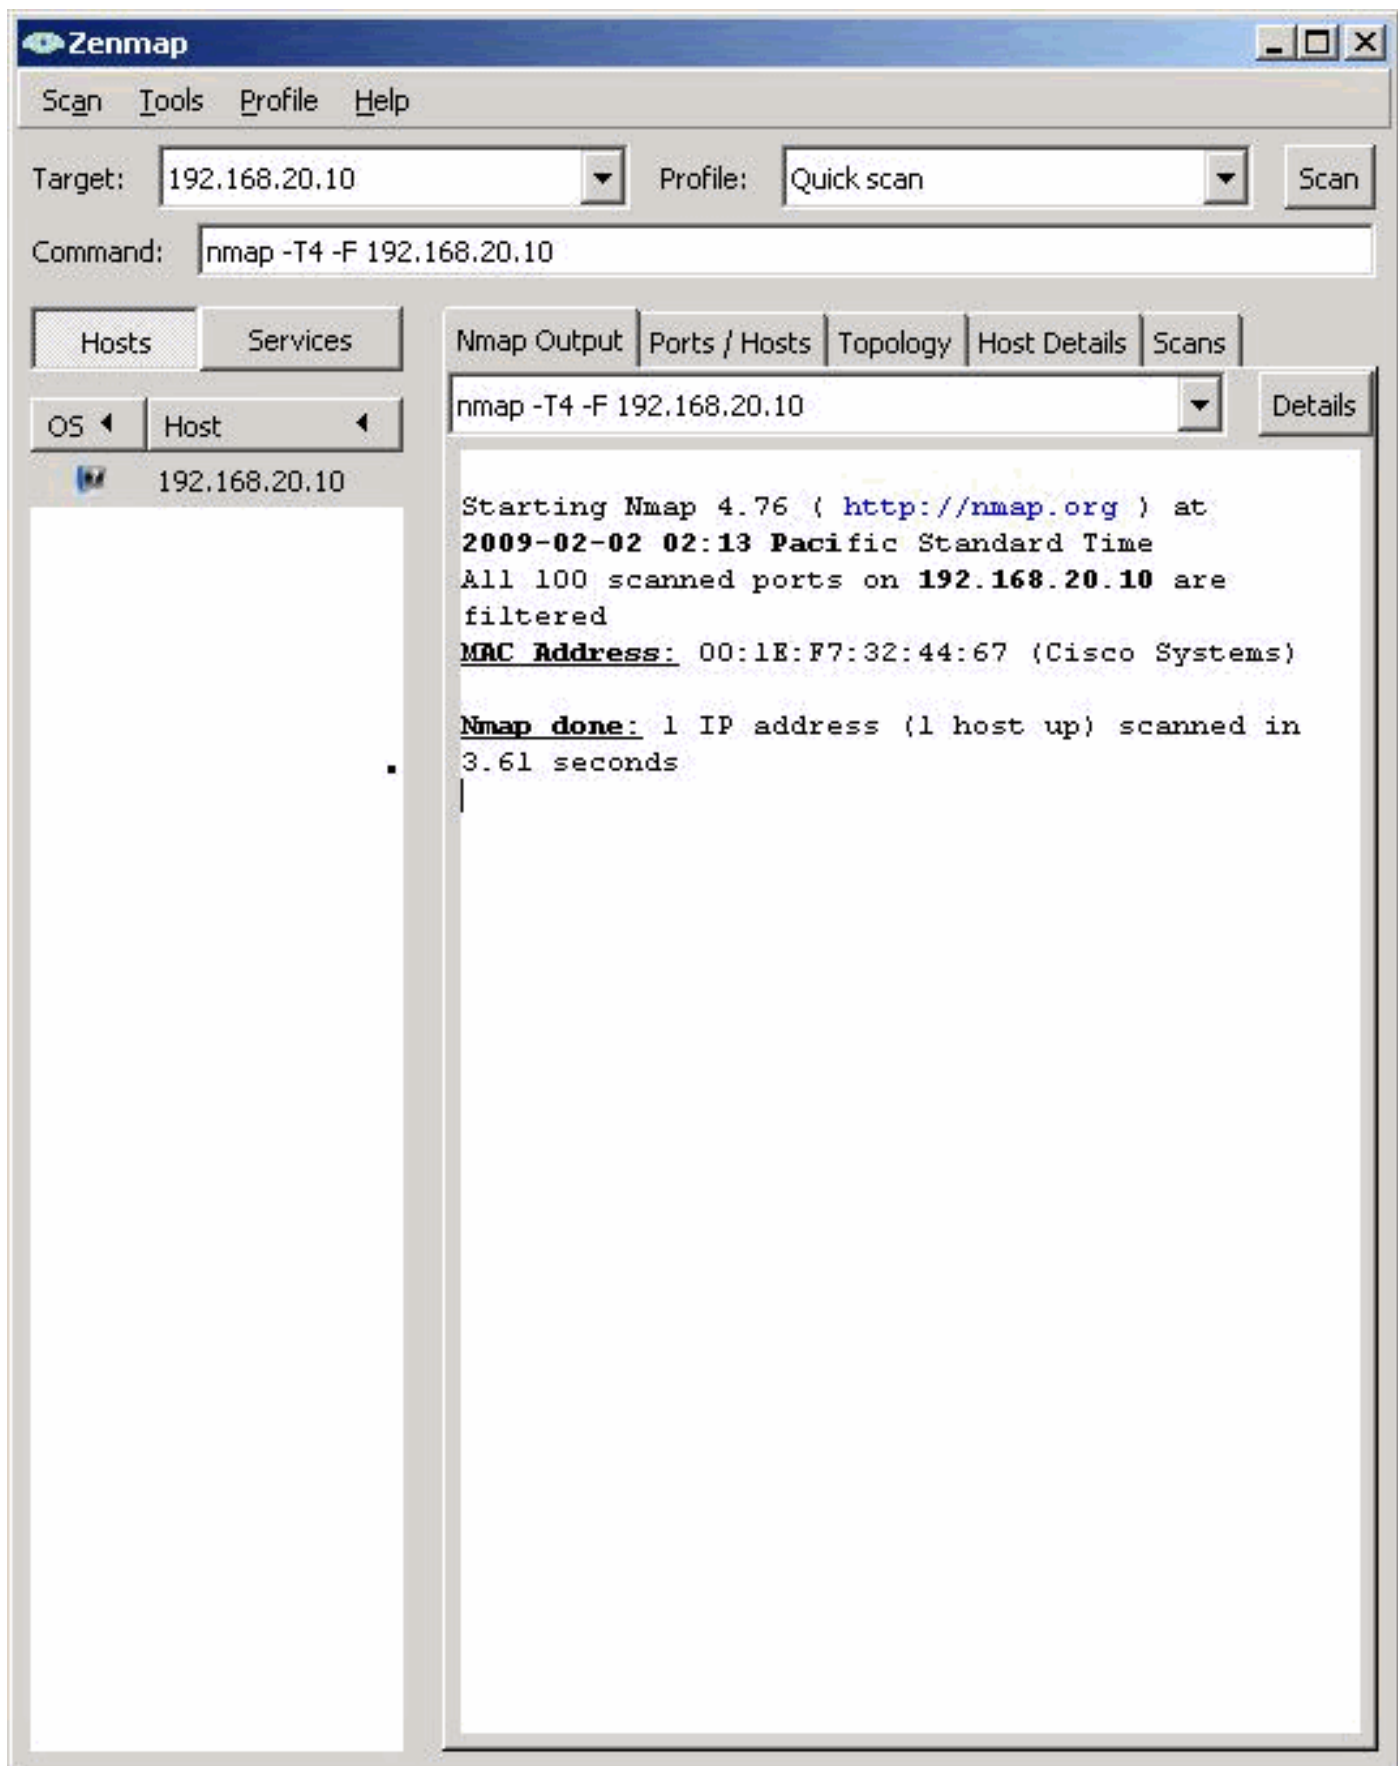 Zenmap
Scan Tools Profile Help
Target: 192.168.20.10 Profile: Quick scan Scan
Command: nmap -T4 -F 192.168.20.10
Hosts Services
Nmap Output Ports / Hosts Topology Host Details Scans
OS Host
nmap -T4 -F 192.168.20.10 Details
192.168.20.10
Starting Nmap 4.76 ( http://nmap.org ) at
2009-02-02 02:13 Pacific Standard Time
All 100 scanned ports on 192.168.20.10 are
filtered
MAC Address: 00:1E:F7:32:44:67 (Cisco Systems)
Nmap done: 1 IP address (1 host up) scanned in
3.61 seconds